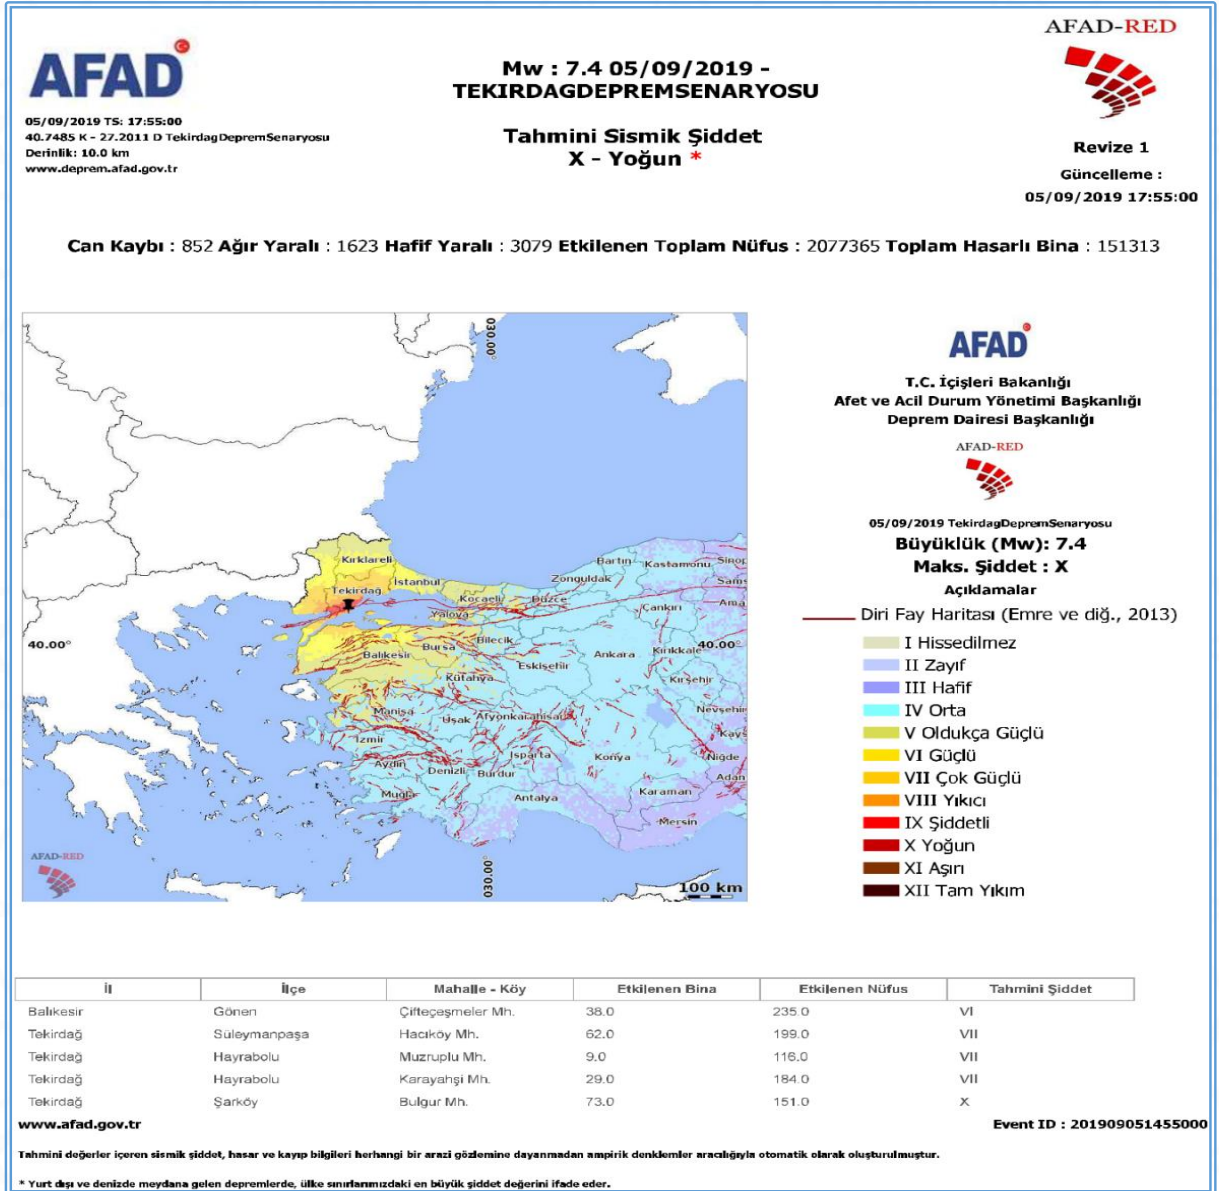 AFAD
05/09/2019 TS: 17:55:00
40.7485 K - 27.2011 D TekirdagDepremSenaryosu
Derinlik: 10.0 km
www.deprem.afad.gov.tr
Mw : 7.4 05/09/2019 -
TEKIRDAGDEPREMSENARYOSU
Tahmini Sismik Şiddet
X - Yoğun *
AFAD-RED
Revize 1
Güncelleme :
05/09/2019 17:55:00
Can Kaybı : 852 Ağır Yaralı : 1623 Hafif Yaralı : 3079 Etkilenen Toplam Nüfus : 2077365 Toplam Hasarlı Bina : 151313
030.00°
Kırklareli
Tekirdağ
İstanbul
Kocaeli
Yalova
Düzce
Zonguldak
Bartın
Kastamonu
Sinop
Sams
Ama
Çankırı
40.00°
Balıkesir
Bursa
Bilecik
Eskişehir
Ankara
Kırıkkale
40.00°
Kütahya
Kırşehir
Manisa
Uşak
Afyonkarahisar
Nevşehir
İzmir
Kays
Aydın
Denizli
Burdur
Isparta
Konya
Niğde
Adan
Muğla
Antalya
Karaman
Mersin
AFAD-RED
030.00°
100 km
AFAD
T.C. İçişleri Bakanlığı
Afet ve Acil Durum Yönetimi Başkanlığı
Deprem Dairesi Başkanlığı
AFAD-RED
05/09/2019 TekirdagDepremSenaryosu
Büyüklük (Mw): 7.4
Maks. Şiddet : X
Açıklamalar
Diri Fay Haritası (Emre ve diğ., 2013)
I Hissedilmez
II Zayıf
III Hafif
IV Orta
V Oldukça Güçlü
VI Güçlü
VII Çok Güçlü
VIII Yıkıcı
IX Şiddetli
X Yoğun
XI Aşırı
XII Tam Yıkım
İl İlçe Mahalle - Köy Etkilenen Bina Etkilenen Nüfus Tahmini Şiddet
Balıkesir Gönen Çifteçeşmeler Mh. 38.0 235.0 VI
Tekirdağ Süleymanpaşa Hacıköy Mh. 62.0 199.0 VII
Tekirdağ Hayrabolu Muzruplu Mh. 9.0 116.0 VII
Tekirdağ Hayrabolu Karayahşi Mh. 29.0 184.0 VII
Tekirdağ Şarköy Bulgur Mh. 73.0 151.0 X
www.afad.gov.tr Event ID : 201909051455000
Tahmini değerler içeren sismik şiddet, hasar ve kayıp bilgileri herhangi bir arazi gözlemine dayanmadan ampirik denklemler aracılığıyla otomatik olarak oluşturulmuştur.
* Yurt dışı ve denizde meydana gelen depremlerde, ülke sınırlarımızdaki en büyük şiddet değerini ifade eder.